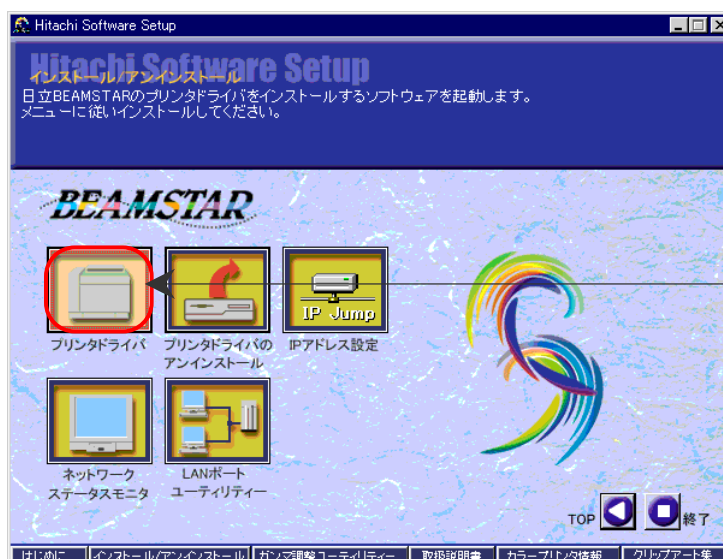 Hitachi Software Setup
Hitachi Software Setup
インストール/アンインストール
日立BEAMSTARのプリンタドライバをインストールするソフトウェアを起動します。
メニューに従いインストールしてください。
BEAMSTAR
IP Jump
プリンタドライバ
プリンタドライバの
アンインストール
IPアドレス設定
ネットワーク
ステータスモニタ
LANポート
ユーティリティー
TOP
終了
はじめに
インストール/アンインストール
ガンマ調整ユーティリティー
取扱説明書
カラープリンタ情報
クリップアート集